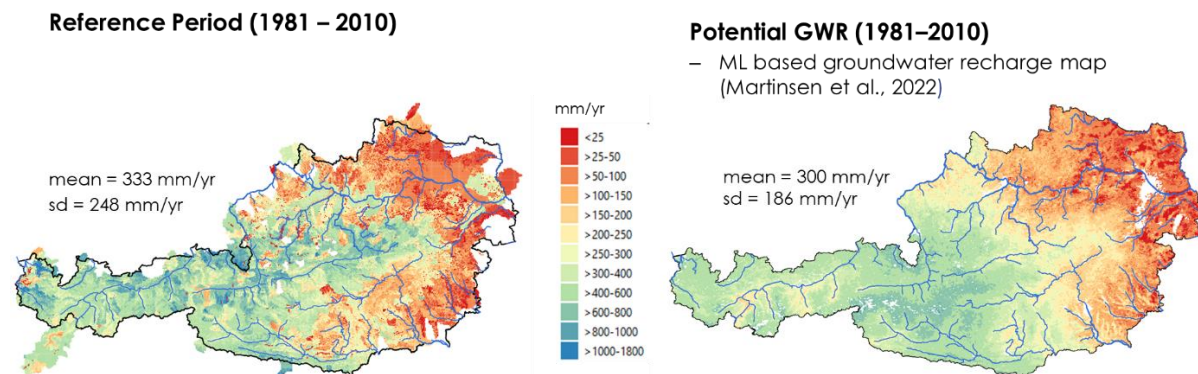 Reference Period (1981 – 2010)
mean = 333 mm/yr
sd = 248 mm/yr
mm/yr
<25
>25-50
>50-100
>100-150
>150-200
>200-250
>250-300
>300-400
>400-600
>600-800
>800-1000
>1000-1800
Potential GWR (1981–2010)
– ML based groundwater recharge map
(Martinsen et al., 2022)
mean = 300 mm/yr
sd = 186 mm/yr